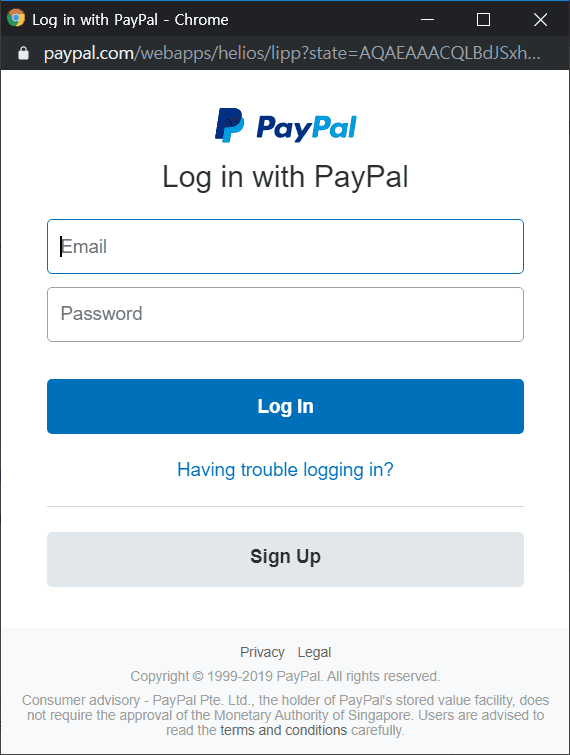 Log in with PayPal - Chrome
paypal.com/webapps/helios/lipp?state=AQAEAAACQLBdJSxh...
PayPal
Log in with PayPal
Email
Password
Log In
Having trouble logging in?
Sign Up
Privacy Legal
Copyright © 1999-2019 PayPal. All rights reserved.
Consumer advisory - PayPal Pte. Ltd., the holder of PayPal's stored value facility, does
not require the approval of the Monetary Authority of Singapore. Users are advised to
read the terms and conditions carefully.